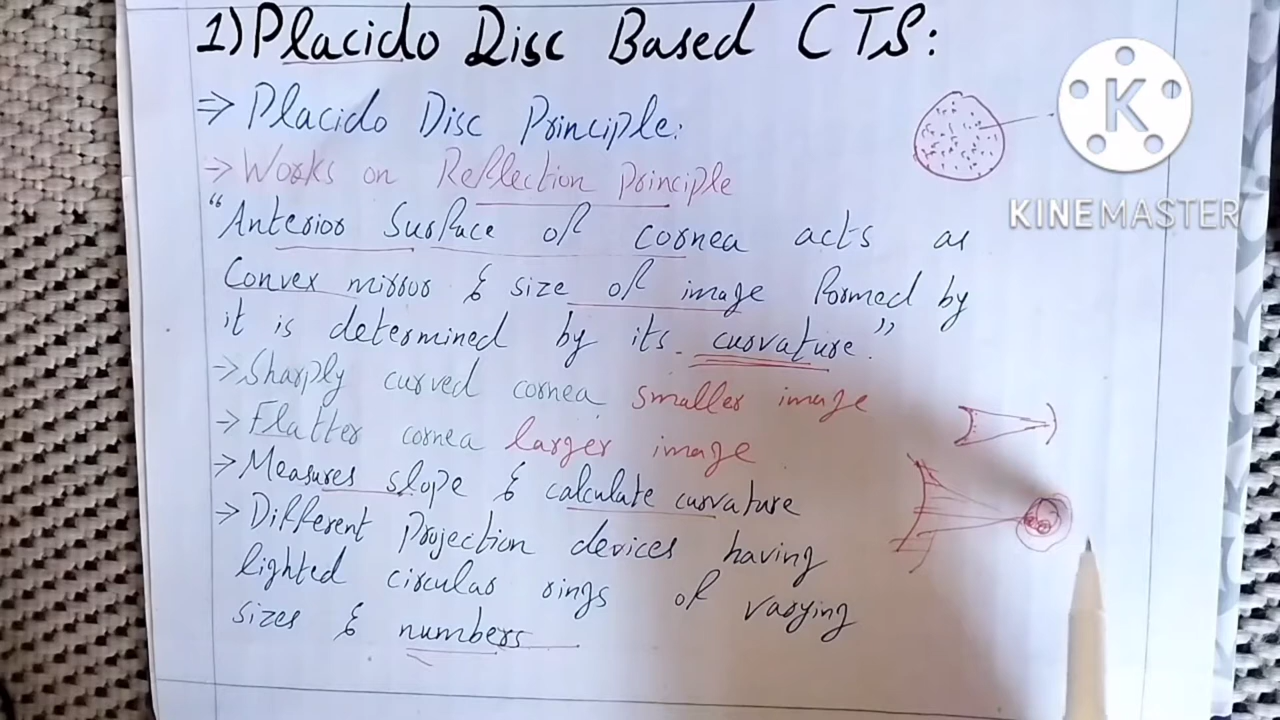 1) Placido Disc Based CTS:
⇒ Placido Disc Principle:
⇒ Works on Reflection Principle
"Anterior Surface of cornea acts as
Convex mirror & size of image formed by
it is determined by its curvature."
→ Sharply curved cornea smaller image
→ Flatter cornea larger image
→ Measures slope & calculate curvature
→ Different Projection devices having
lighted circular rings of varying
sizes & numbers
K
KINEMASTER